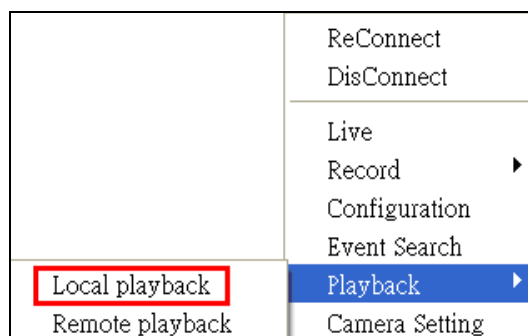 ReConnect
DisConnect
Live
Record
Configuration
Event Search
Playback
Local playback
Remote playback
Camera Setting